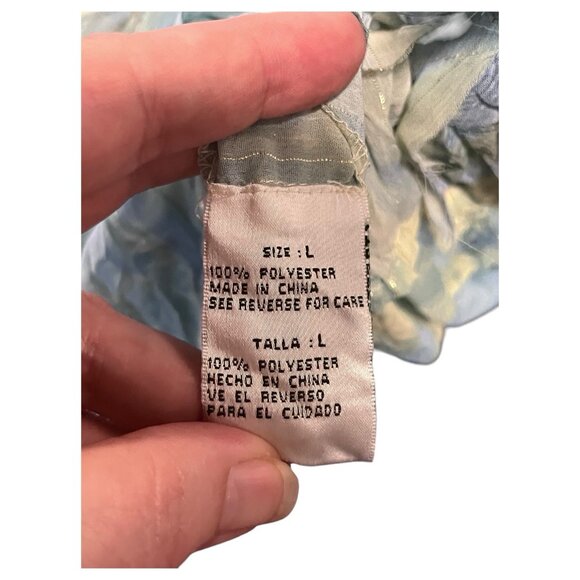 SIZE : L
100% POLYESTER
MADE IN CHINA
SEE REVERSE FOR CARE
TALLA : L
100% POLYESTER
HECHO EN CHINA
VE EL REVERSO
PARA EL CUIDADO